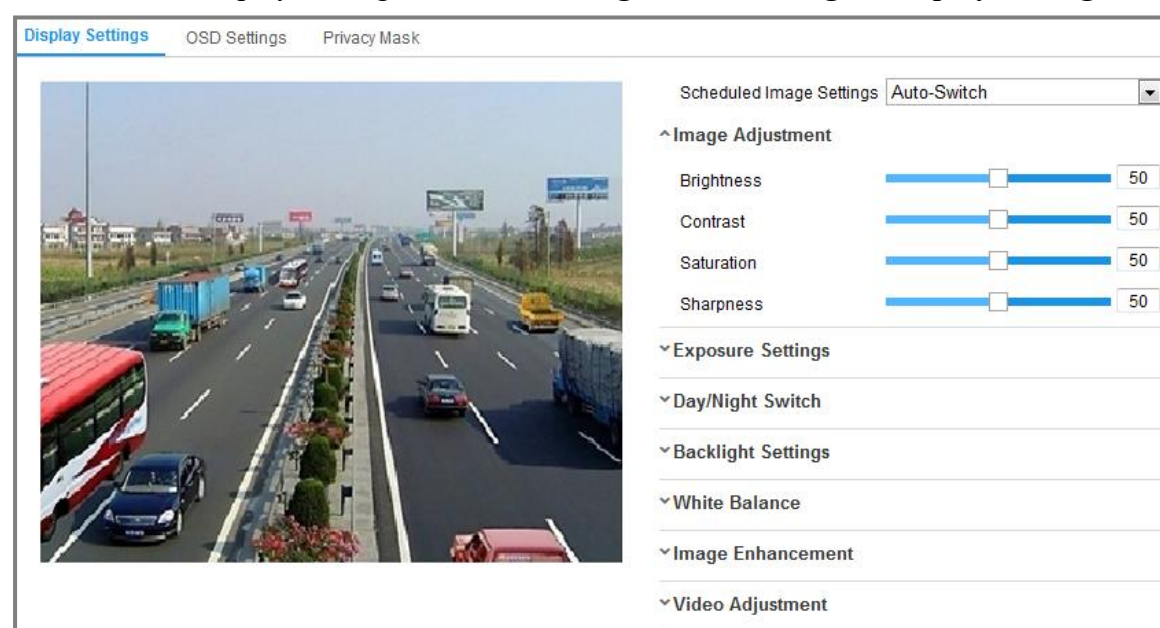 Display Settings OSD Settings Privacy Mask
Scheduled Image Settings Auto-Switch
Image Adjustment
Brightness 50
Contrast 50
Saturation 50
Sharpness 50
Exposure Settings
Day/Night Switch
Backlight Settings
White Balance
Image Enhancement
Video Adjustment